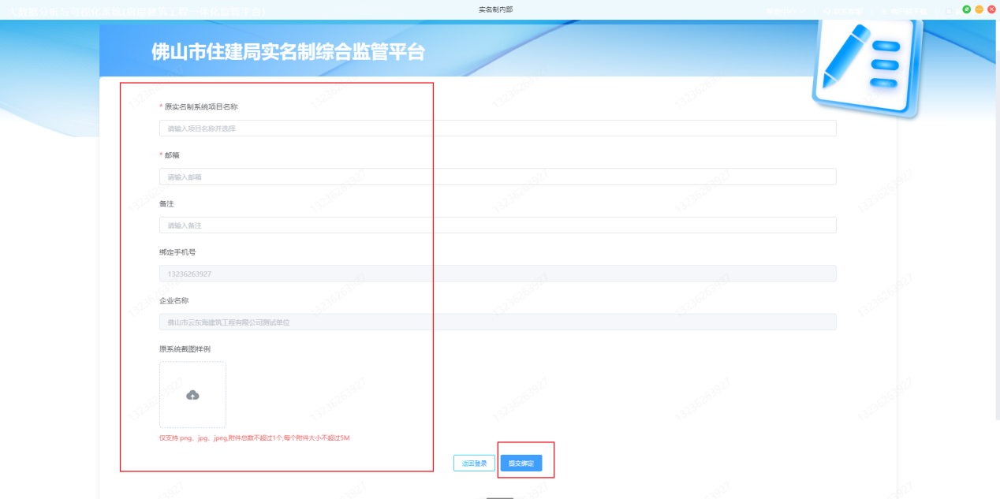 实名制内部
佛山市住建局实名制综合监管平台
* 原实名制系统项目名称
请输入项目名称并选择
* 邮箱
请输入邮箱
备注
请输入备注
绑定手机号
13236263927
企业名称
佛山市云东海建筑工程有限公司测试单位
原系统截图样例
仅支持 png、jpg、jpeg,附件总数不超过1个,每个附件大小不超过5M
返回登录 提交绑定